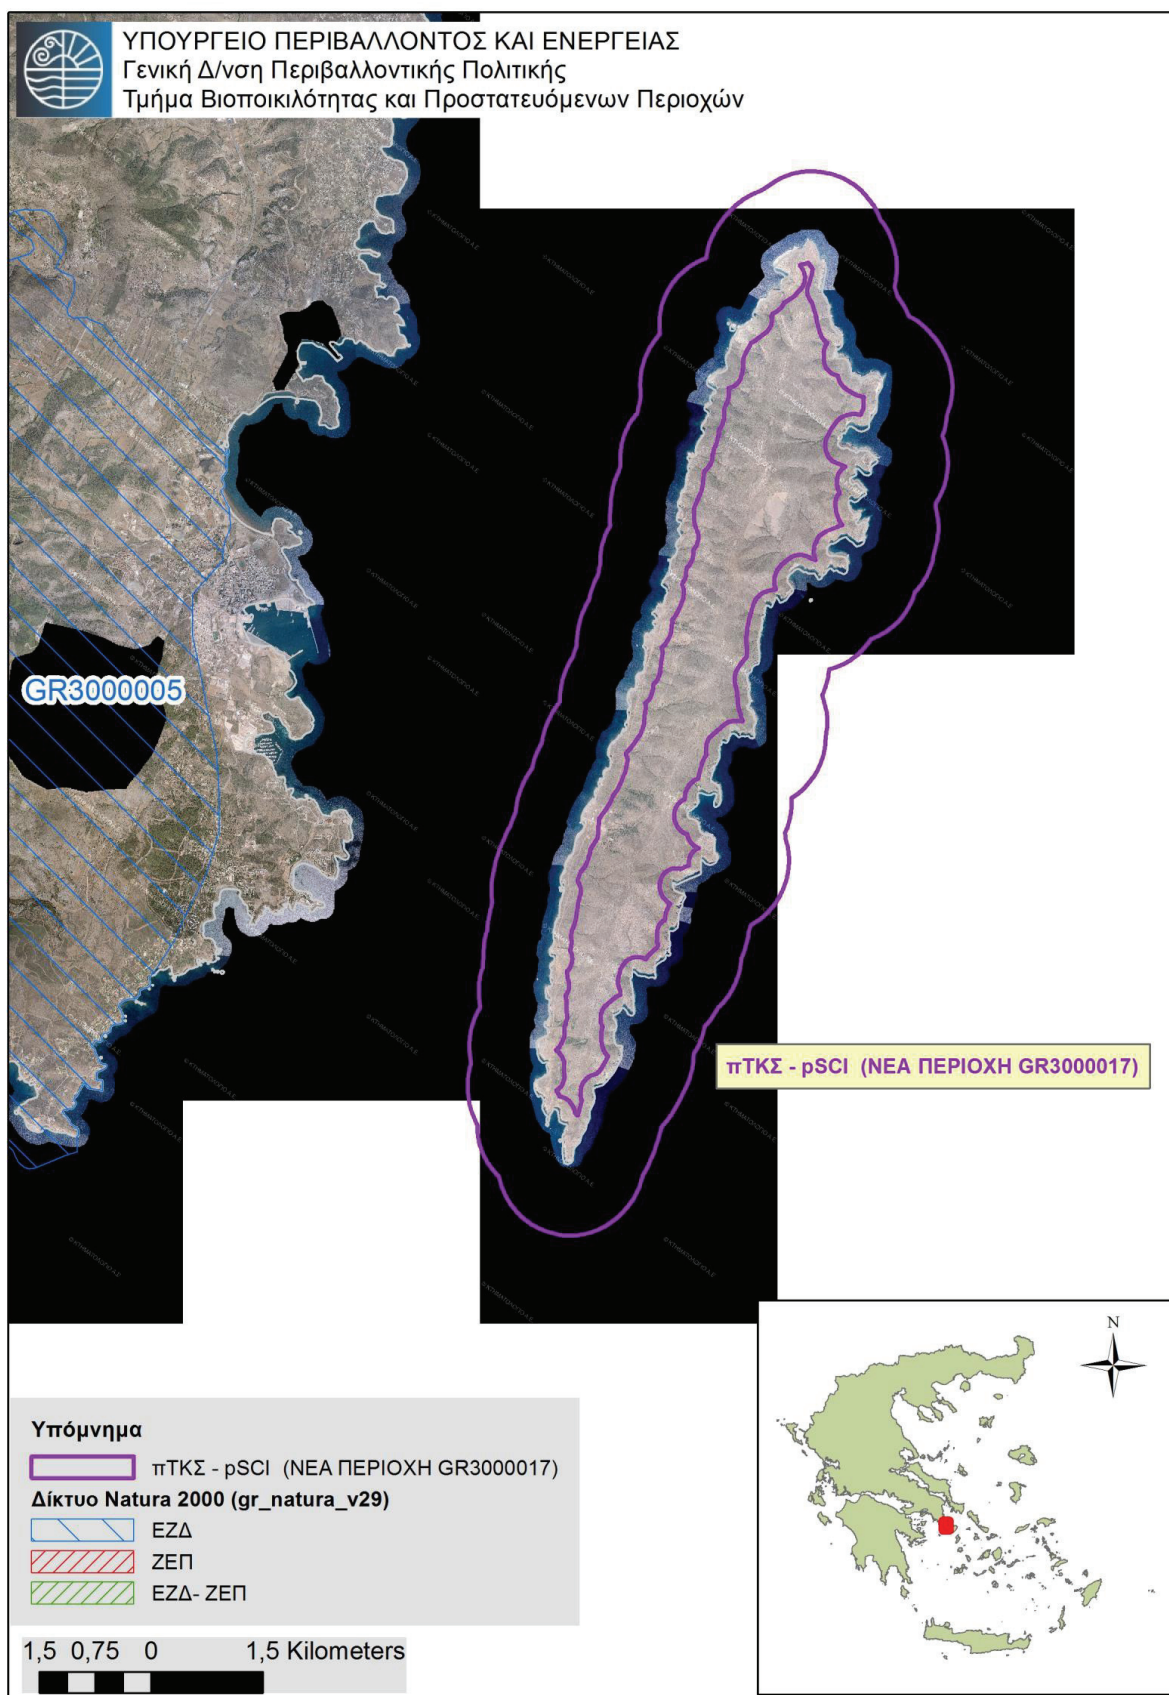 ΥΠΟΥΡΓΕΙΟ ΠΕΡΙΒΑΛΛΟΝΤΟΣ ΚΑΙ ΕΝΕΡΓΕΙΑΣ
Γενική Δ/νση Περιβαλλοντικής Πολιτικής
Τμήμα Βιοποικιλότητας και Προστατευόμενων Περιοχών
GR3000005
πΤΚΣ - pSCI (ΝΕΑ ΠΕΡΙΟΧΗ GR3000017)
N
Υπόμνημα
πΤΚΣ - pSCI (ΝΕΑ ΠΕΡΙΟΧΗ GR3000017)
Δίκτυο Natura 2000 (gr_natura_v29)
ΕΖΔ
ΖΕΠ
ΕΖΔ- ΖΕΠ
1,5 0,75 0 1,5 Kilometers